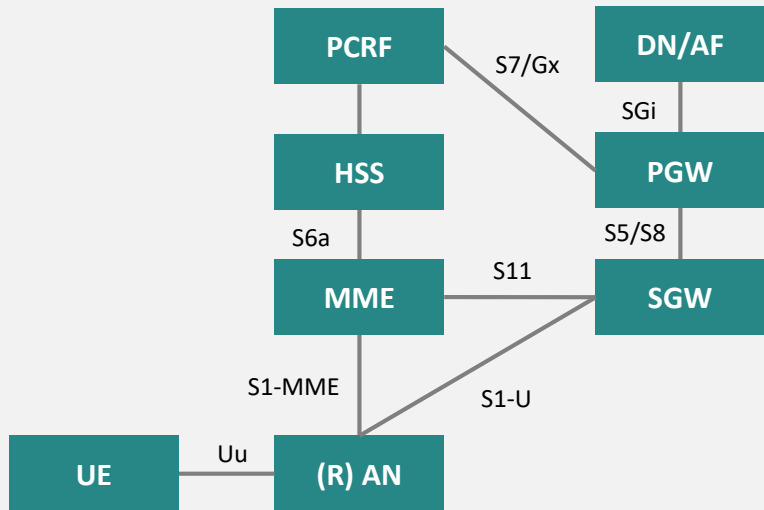 PCRF
DN/AF
S7/Gx
SGi
HSS
PGW
S6a
S5/S8
S11
MME
SGW
S1-MME
S1-U
Uu
UE
(R) AN